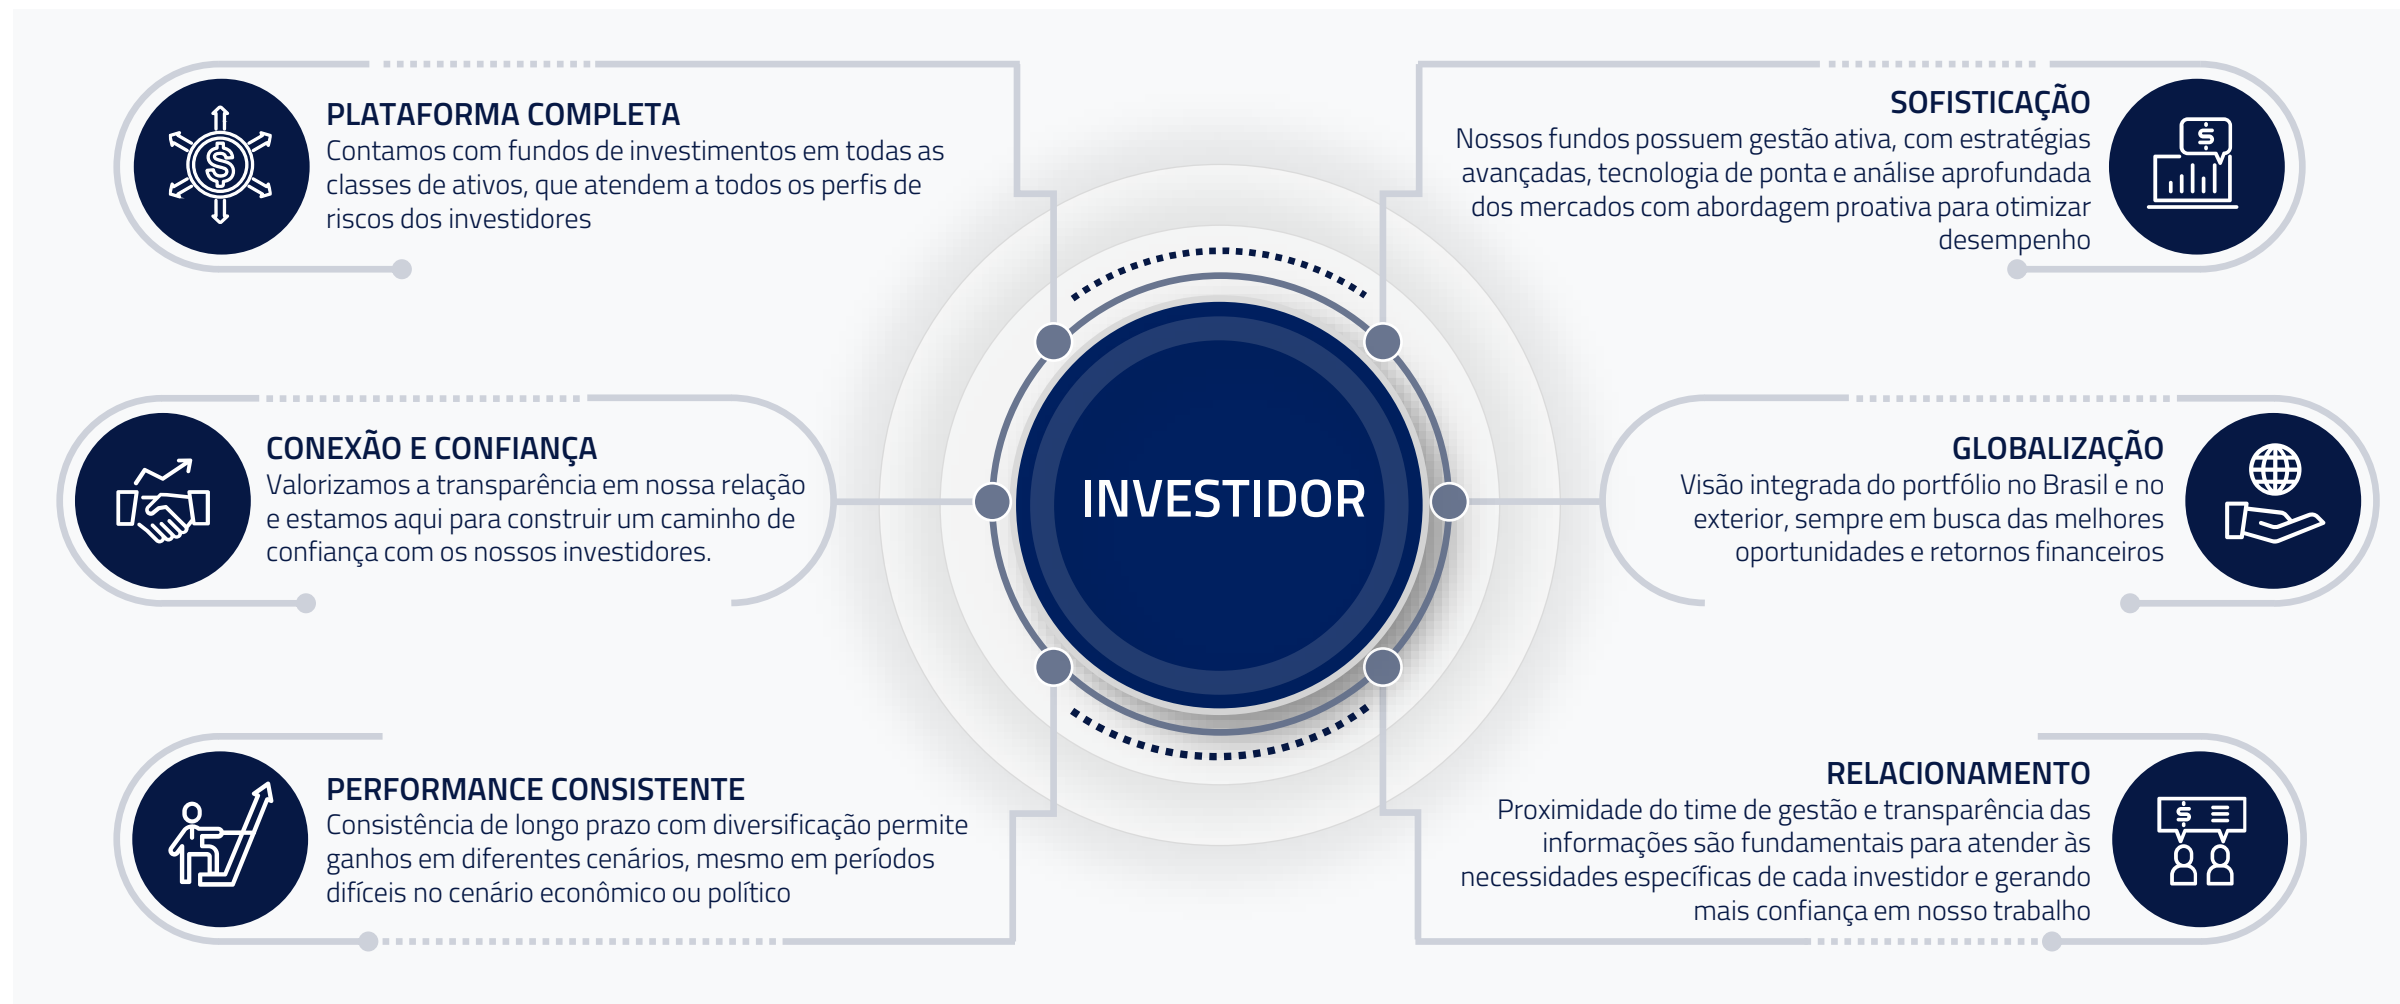 PLATAFORMA COMPLETA
Contamos com fundos de investimentos em todas as
classes de ativos, que atendem a todos os perfis de
riscos dos investidores
CONEXÃO E CONFIANÇA
Valorizamos a transparência em nossa relação
e estamos aqui para construir um caminho de
confiança com os nossos investidores.
PERFORMANCE CONSISTENTE
Consistência de longo prazo com diversificação permite
ganhos em diferentes cenários, mesmo em períodos
difíceis no cenário econômico ou político
INVESTIDOR
SOFISTICAÇÃO
Nossos fundos possuem gestão ativa, com estratégias
avançadas, tecnologia de ponta e análise aprofundada
dos mercados com abordagem proativa para otimizar
desempenho
GLOBALIZAÇÃO
Visão integrada do portfólio no Brasil e no
exterior, sempre em busca das melhores
oportunidades e retornos financeiros
RELACIONAMENTO
Proximidade do time de gestão e transparência das
informações são fundamentais para atender às
necessidades específicas de cada investidor e gerando
mais confiança em nosso trabalho